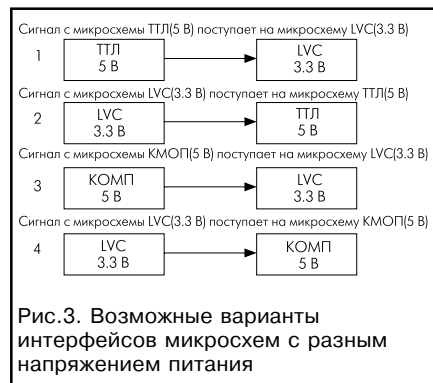 Сигнал с микросхемы ТТЛ(5 В) поступает на микросхему LVC(3.3 В)
1 ТТЛ 5 В LVC 3.3 В
Сигнал с микросхемы LVC(3.3 В) поступает на микросхему ТТЛ(5 В)
2 LVC 3.3 В ТТЛ 5 В
Сигнал с микросхемы КМОП(5 В) поступает на микросхему LVC(3.3 В)
3 КОМП 5 В LVC 3.3 В
Сигнал с микросхемы LVC(3.3 В) поступает на микросхему КМОП(5 В)
4 LVC 3.3 В КОМП 5 В
Рис.3. Возможные варианты
интерфейсов микросхем с разным
напряжением питания